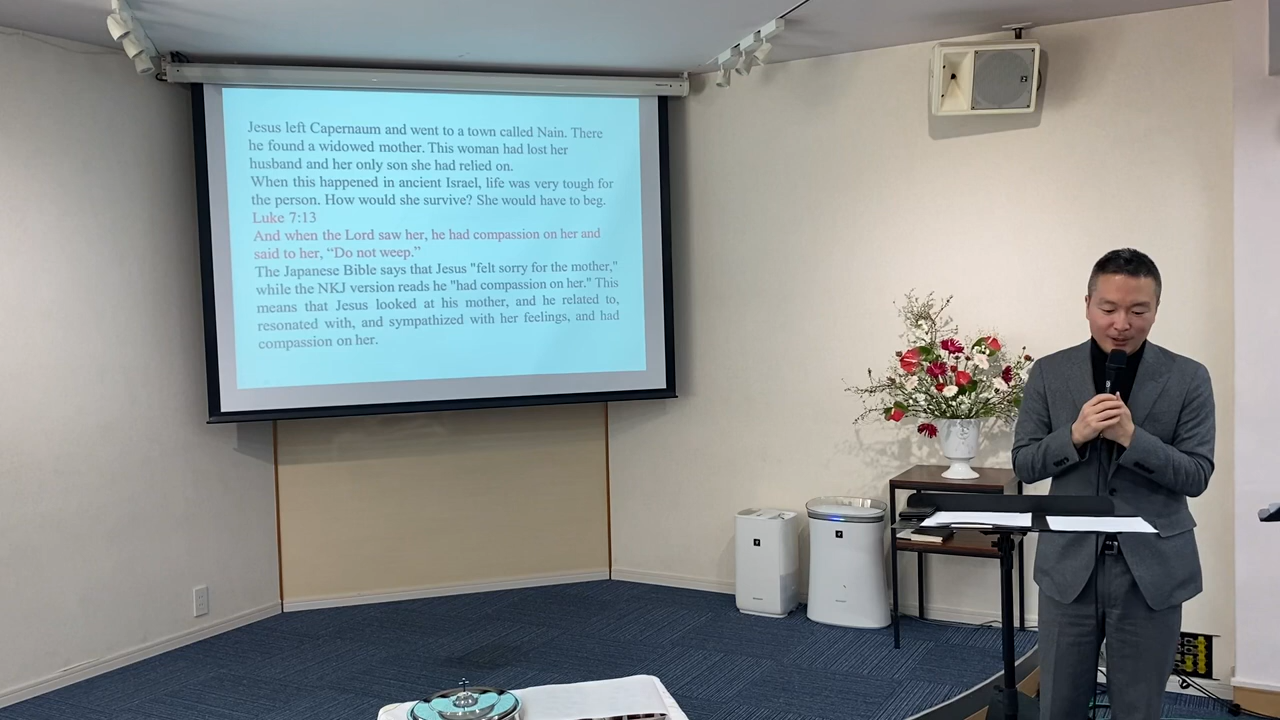 Jesus left Capernaum and went to a town called Nain. There
he found a widowed mother. This woman had lost her
husband and her only son she had relied on.
When this happened in ancient Israel, life was very tough for
the person. How would she survive? She would have to beg.
Luke 7:13
And when the Lord saw her, he had compassion on her and
said to her, “Do not weep.”
The Japanese Bible says that Jesus "felt sorry for the mother,"
while the NKJ version reads he "had compassion on her." This
means that Jesus looked at his mother, and he related to,
resonated with, and sympathized with her feelings, and had
compassion on her.